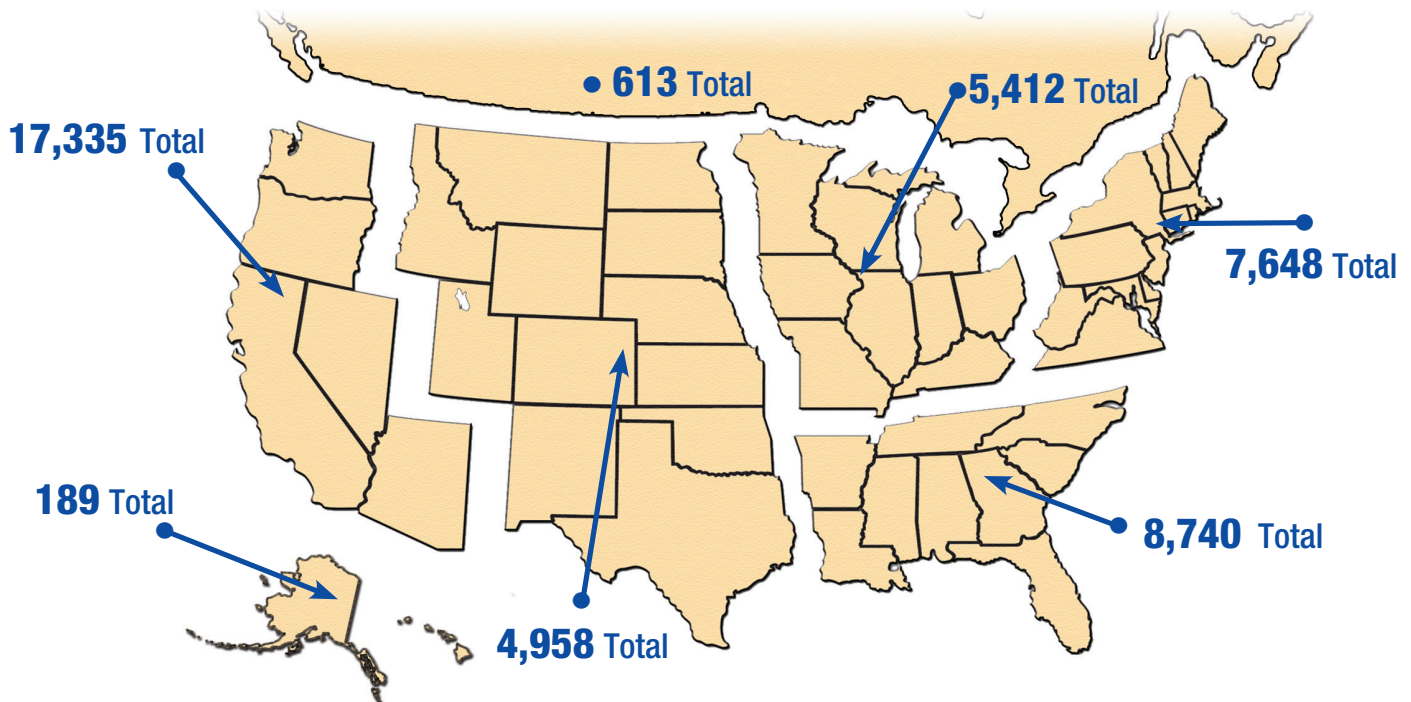 613 Total
5,412 Total
17,335 Total
7,648 Total
189 Total
8,740 Total
4,958 Total